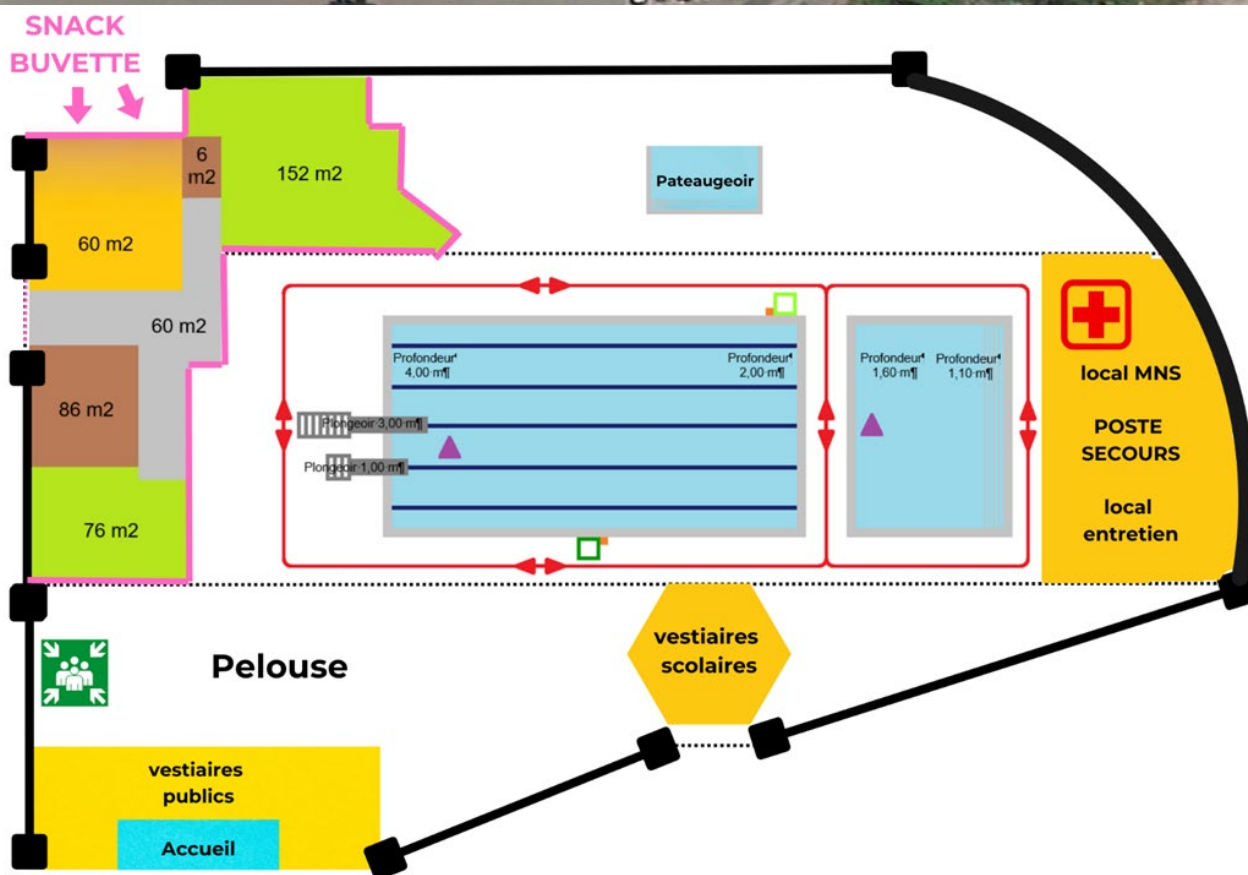 SNACK
BUVETTE
6
m2
152 m2
60 m2
Pateaugeoir
60 m2
Profondeur
4,00·m¶
Profondeur
2,00·m¶
Profondeur
1,60·m¶
Profondeur
1,10·m¶
local MNS
86 m2
Plongeoir·3,00·m¶
POSTE
SECOURS
Plongeoir·1,00·m¶
local
entretien
76 m2
vestiaires
scolaires
Pelouse
vestiaires
publics
Accueil